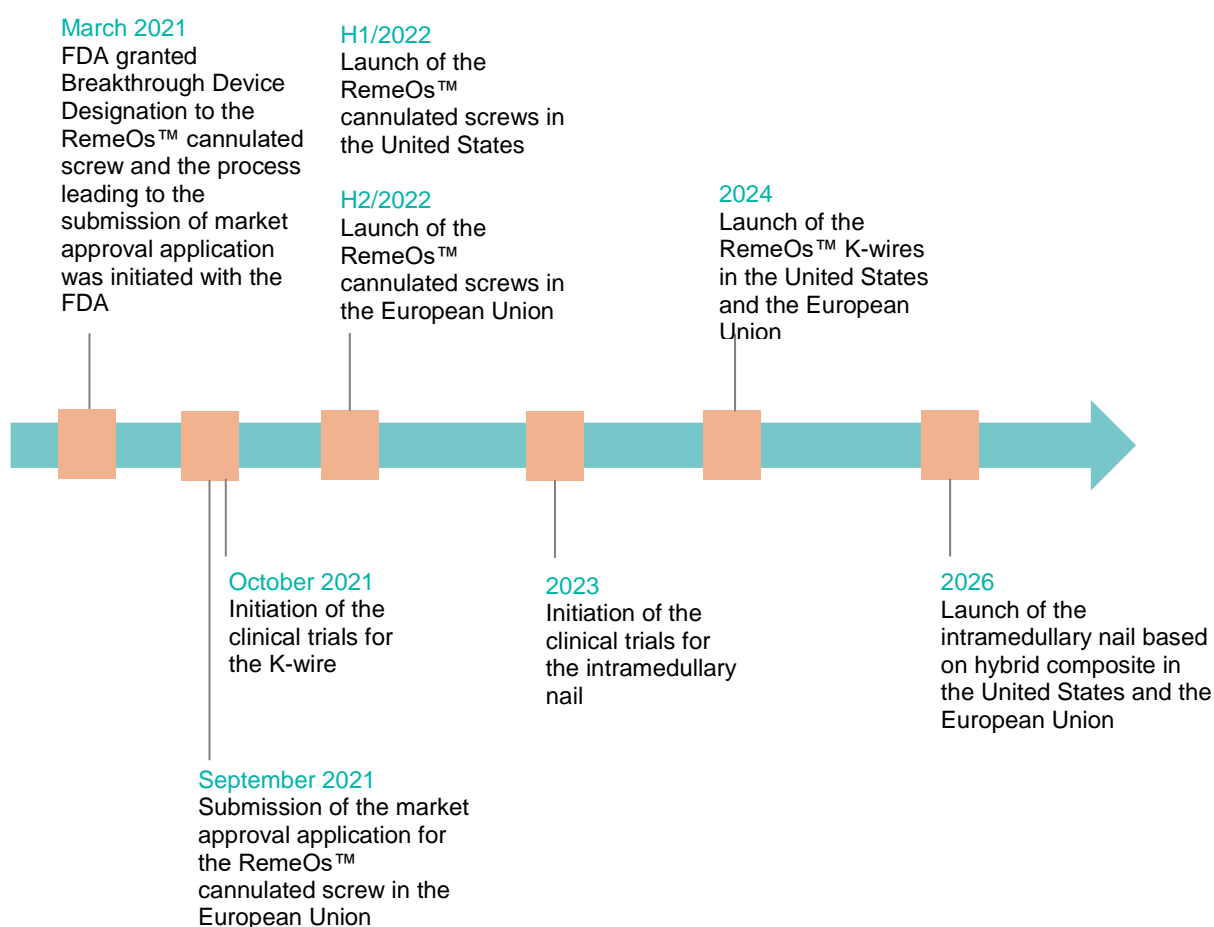 March 2021
FDA granted
Breakthrough Device
Designation to the
RemeOs™ cannulated
screw and the process
leading to the
submission of market
approval application
was initiated with the
FDA
H1/2022
Launch of the
RemeOs™
cannulated screws in
the United States
H2/2022
Launch of the
RemeOs™
cannulated screws in
the European Union
2024
Launch of the
RemeOs™ K-wires
in the United States
and the European
Union
October 2021
Initiation of the
clinical trials for
the K-wire
2023
Initiation of the
clinical trials for
the intramedullary
nail
2026
Launch of the
intramedullary nail based
on hybrid composite in
the United States and the
European Union
September 2021
Submission of the market
approval application for
the RemeOs™
cannulated screw in the
European Union